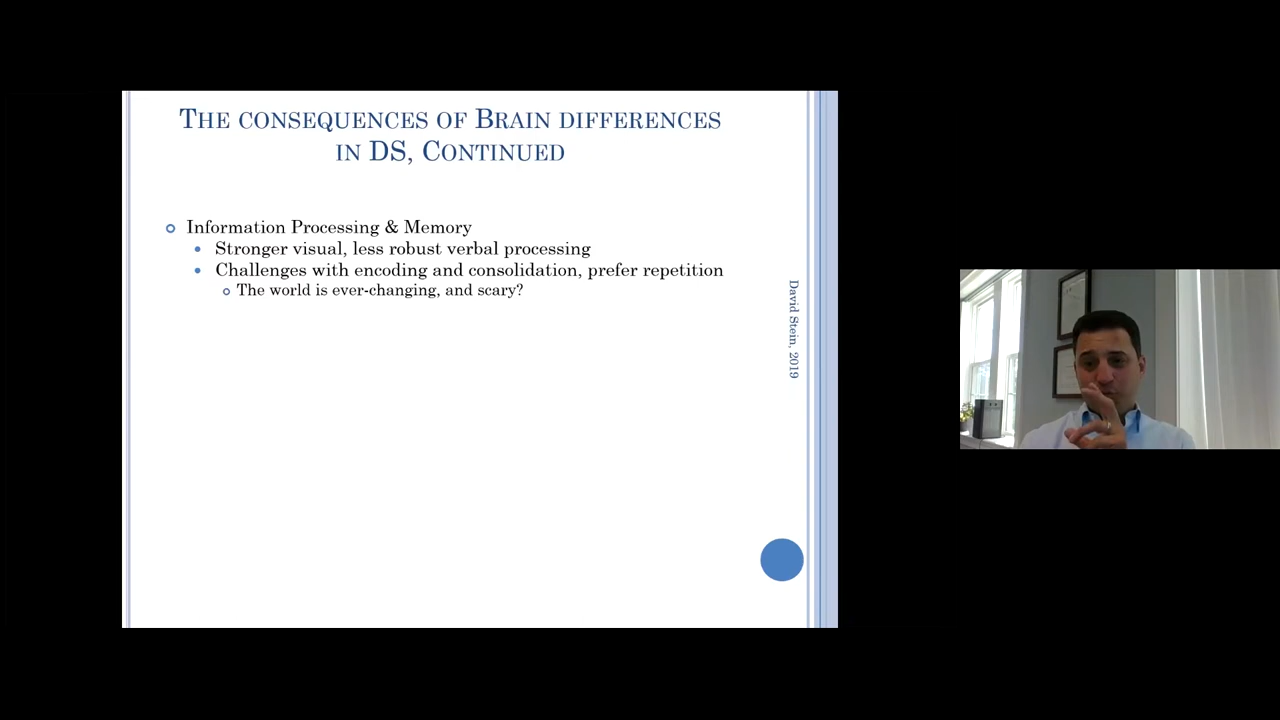 THE CONSEQUENCES OF BRAIN DIFFERENCES
IN DS, CONTINUED
Information Processing & Memory
Stronger visual, less robust verbal processing
Challenges with encoding and consolidation, prefer repetition
The world is ever-changing, and scary?
David Stein, 2019